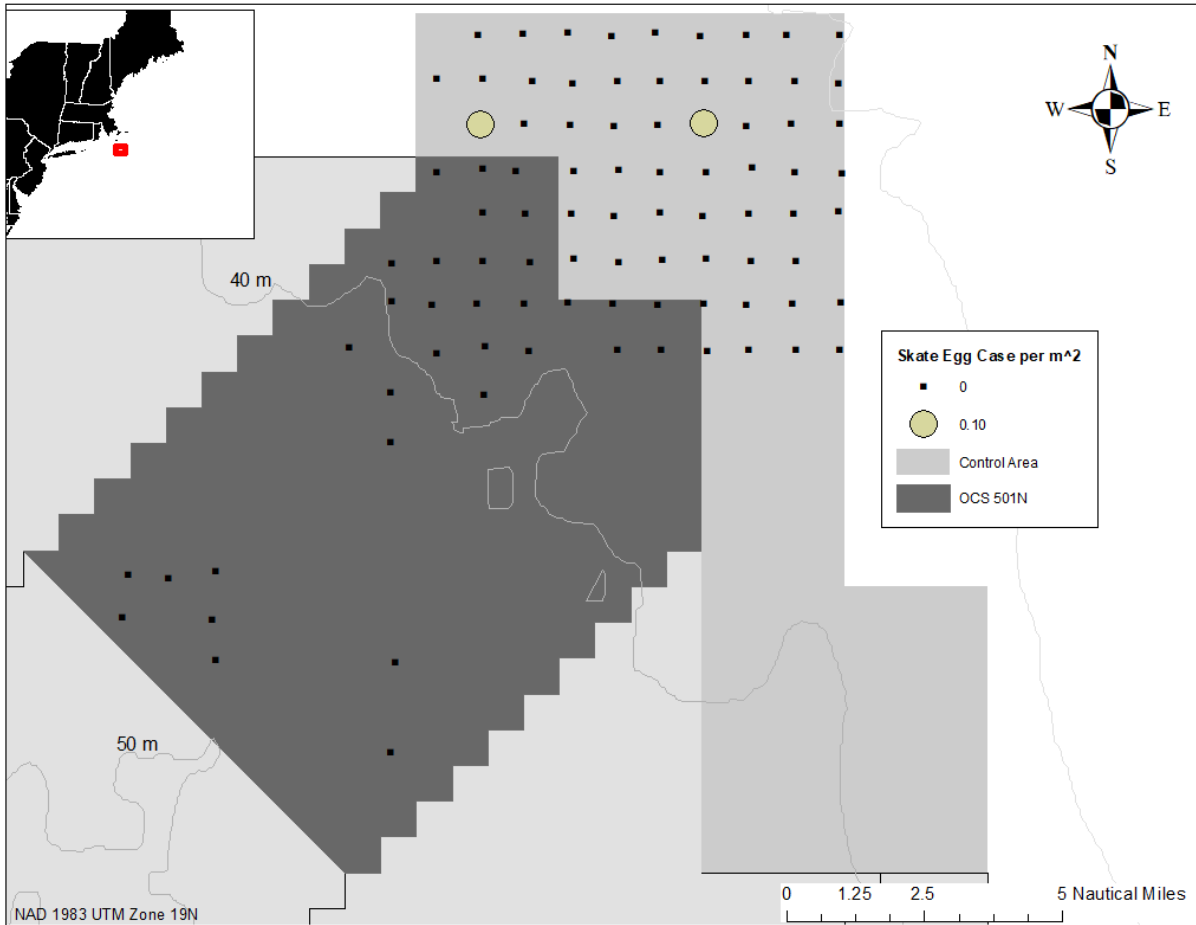 N
W E
S
40 m
Skate Egg Case per m^2
0
0.10
Control Area
OCS 501N
50 m
0 1.25 2.5 5 Nautical Miles
NAD 1983 UTM Zone 19N